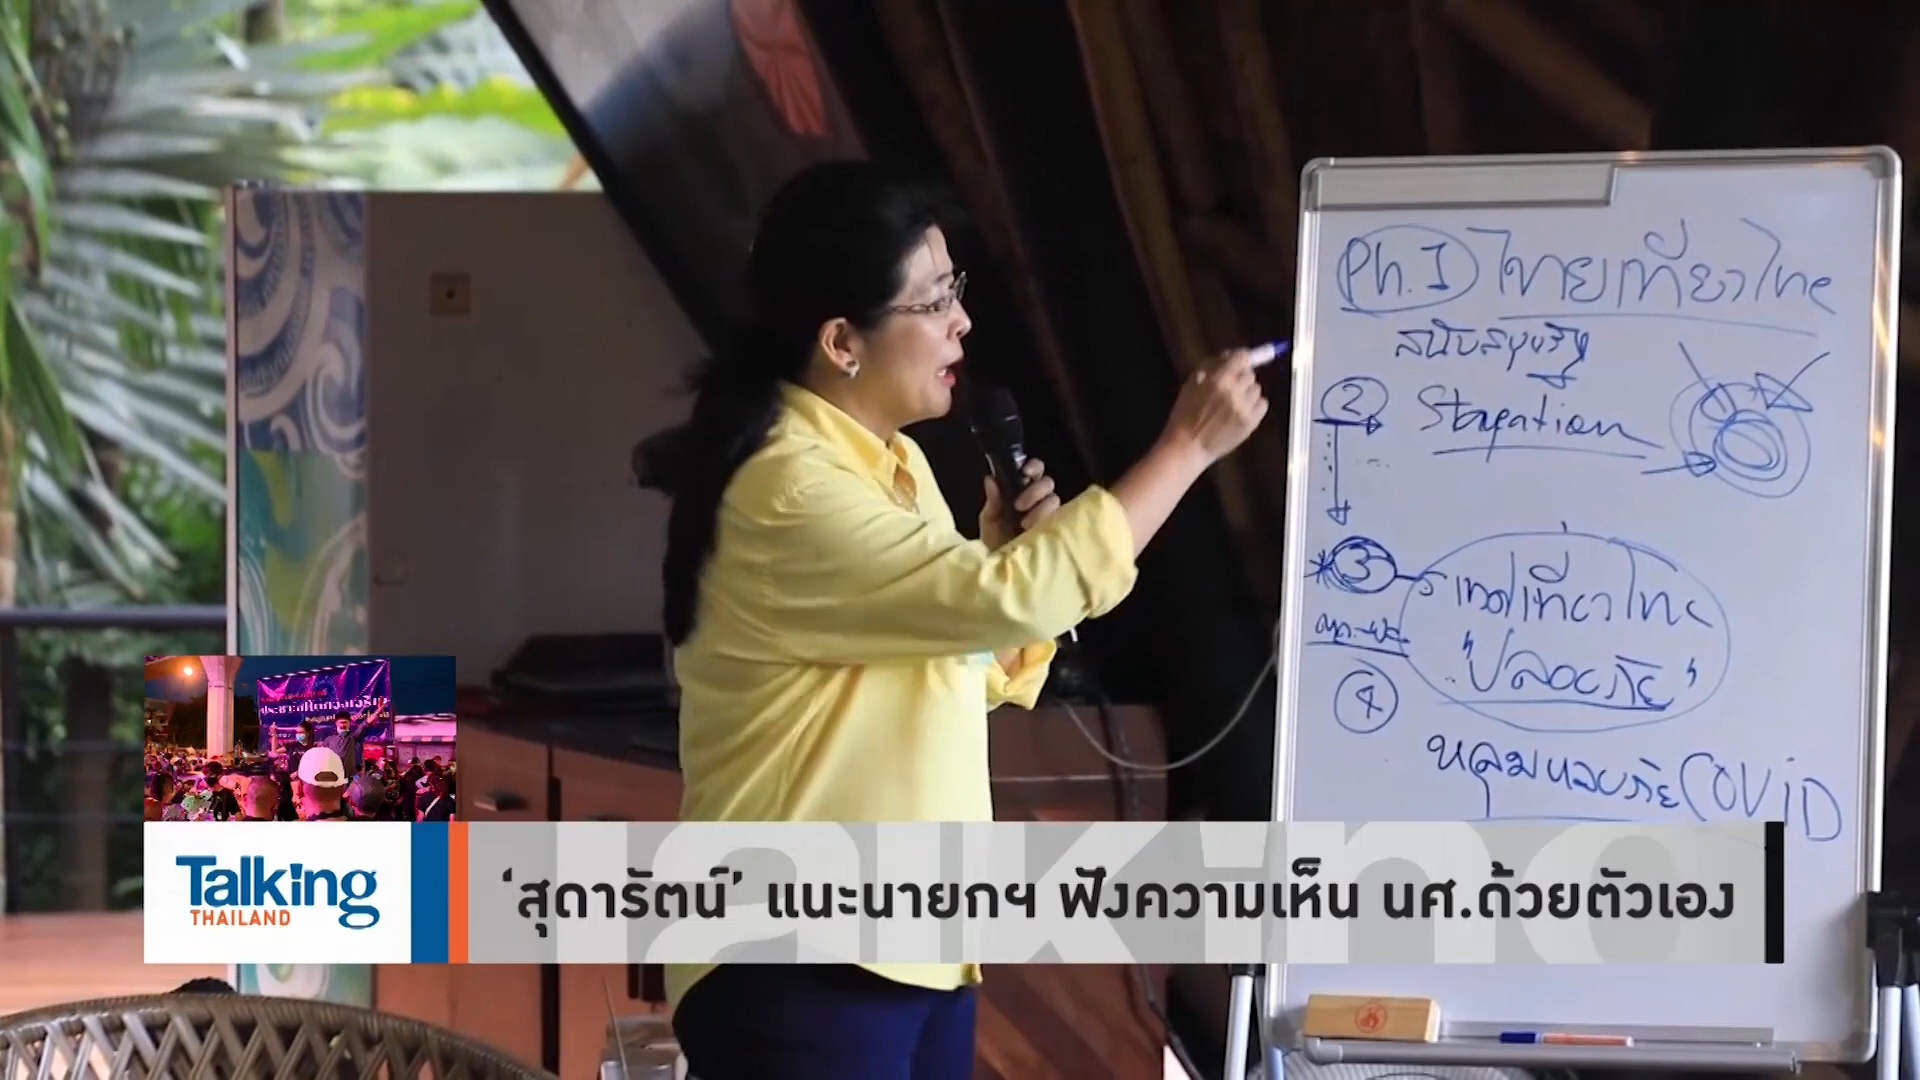 Ph.I ไทยเที่ยวไทย
สนับสนุน
2 Staycation
3
เที่ยวไทย
"ปลอดภัย"
4
COViD
Talking
THAILAND
'สุดารัตน์' แนะนายกฯ ฟังความเห็น นศ.ด้วยตัวเอง